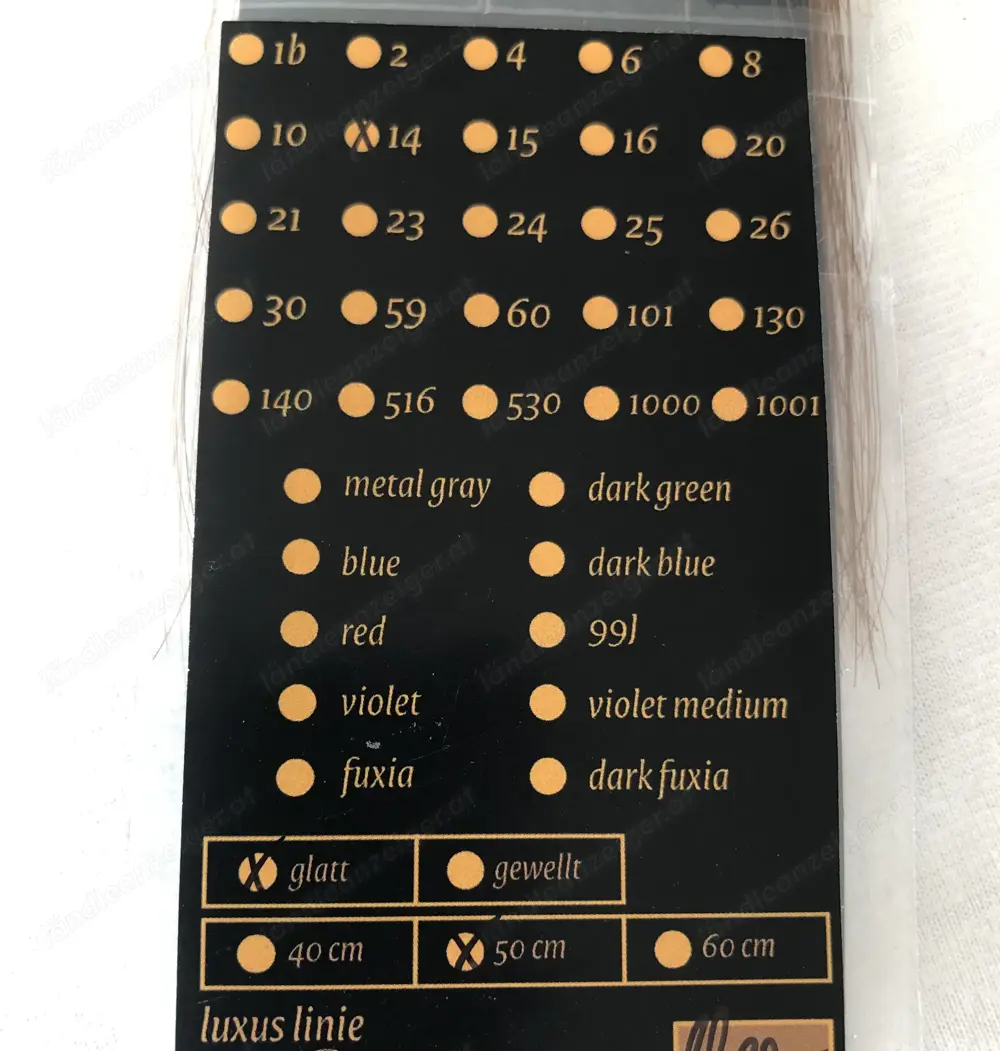 1b 2 4 6 8
10 14 15 16 20
21 23 24 25 26
30 59 60 101 130
140 516 530 1000 1001
metal gray dark green
blue dark blue
red 99J
violet violet medium
fuxia dark fuxia
glatt gewellt
40 cm 50 cm 60 cm
luxus linie
ländleanzeiger.at